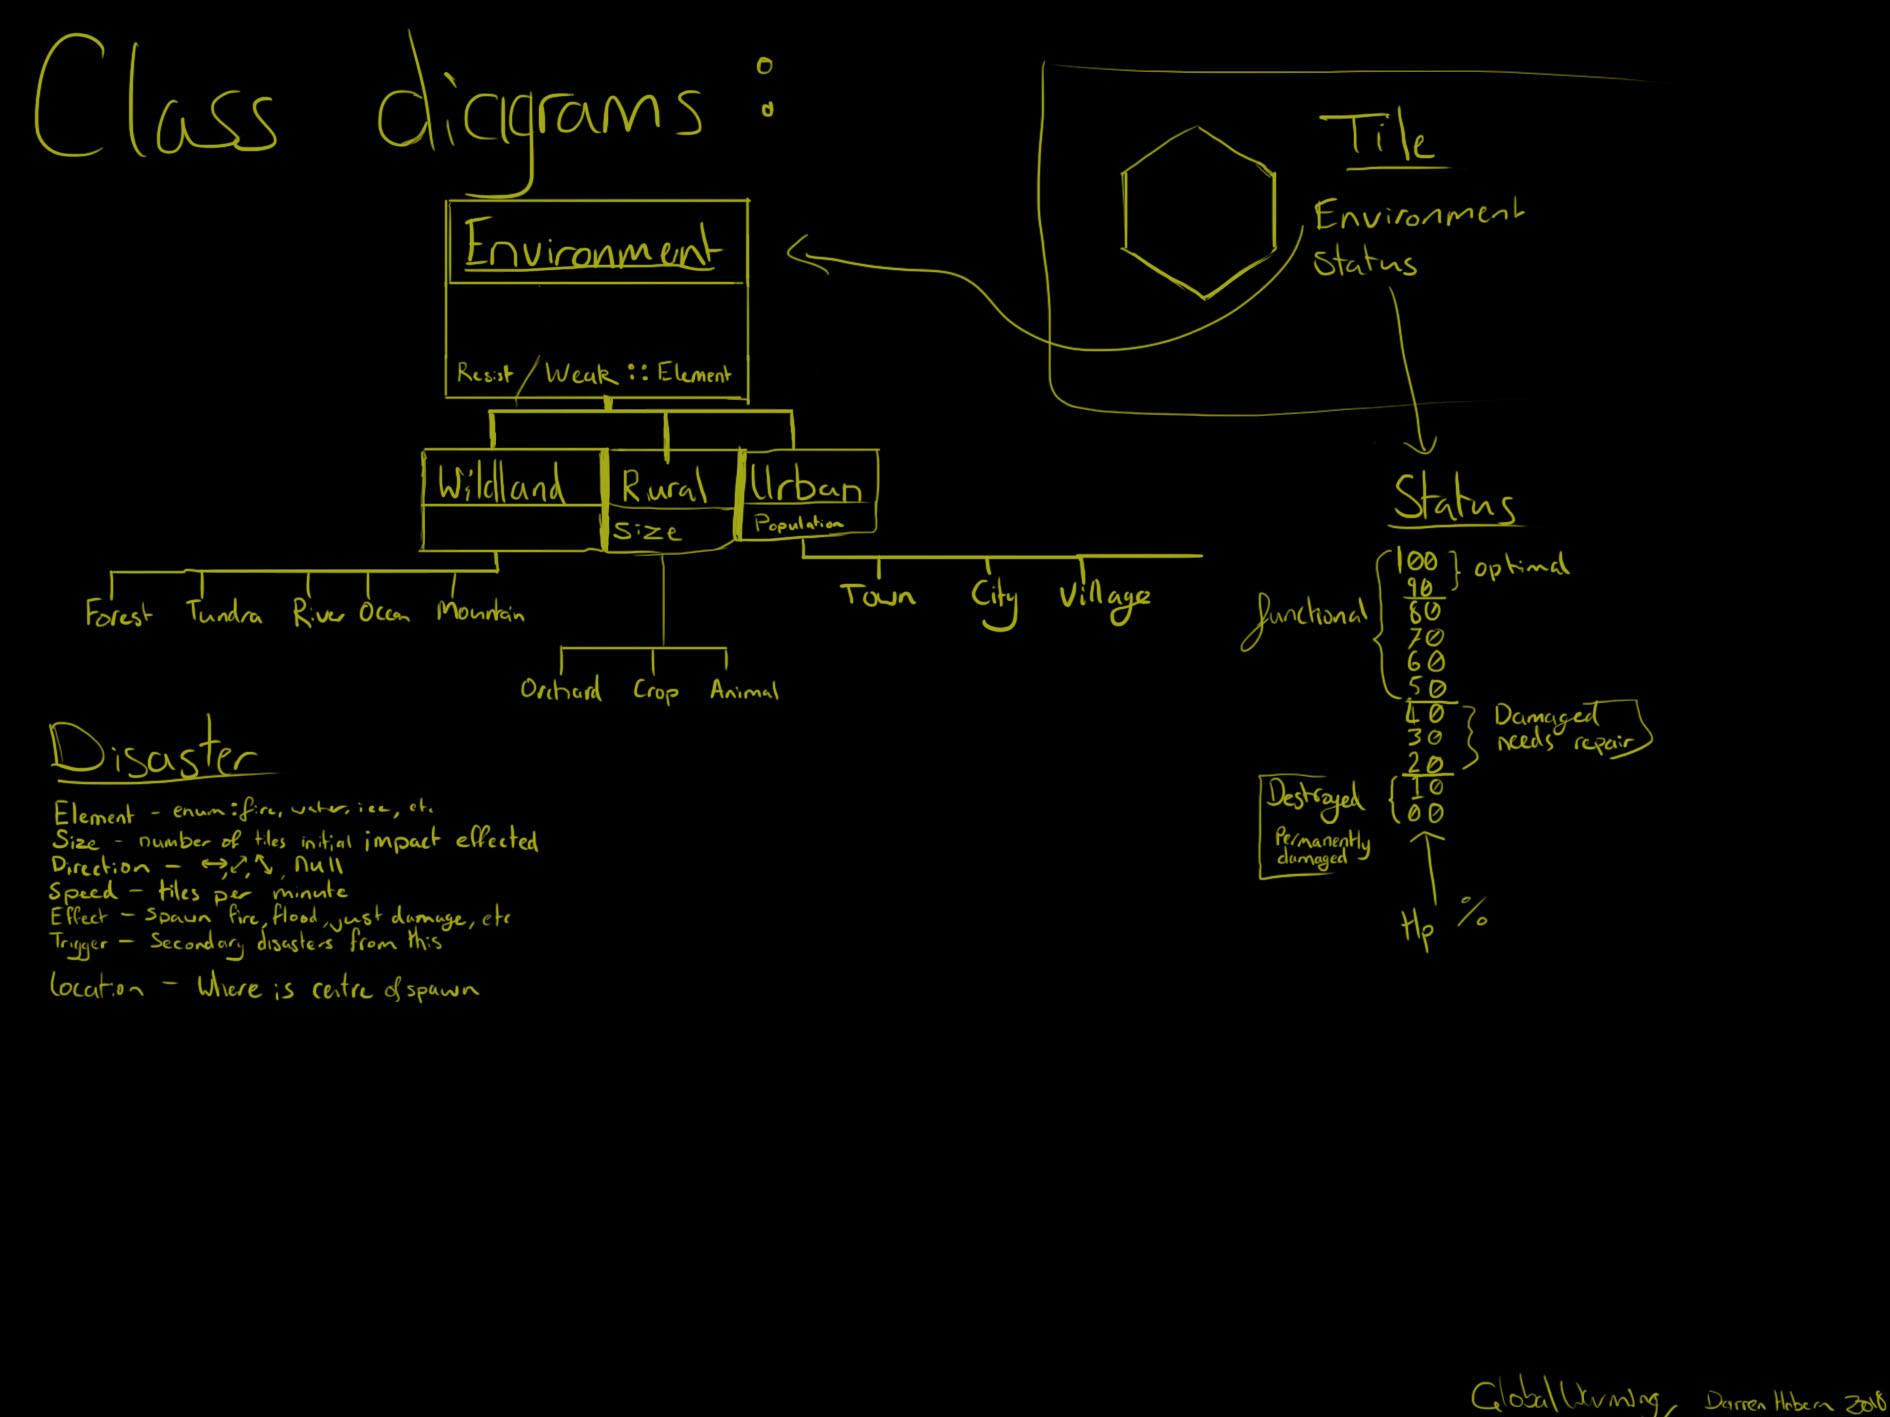 Class diagrams :
Environment
Resist / Weak :: Element
Wildland
Rural
Size
Urban
Population
Forest Tundra River Ocean Mountain
Orchard Crop Animal
Town City Village
Tile
Environment
Status
Status
100
90
80
70
60
50
40
30
20
10
00
optimal
functional
Damaged
needs repair
Destroyed
Permanently
damaged
Hp %
Disaster
Element - enum : fire, water, ice, etc
Size - number of tiles initial impact effected
Direction - ↔, ↗, ↖, Null
Speed - tiles per minute
Effect - Spawn fire, flood, just damage, etc
Trigger - Secondary disasters from this
Location - Where is centre of spawn
Global Warming, Darren 2018